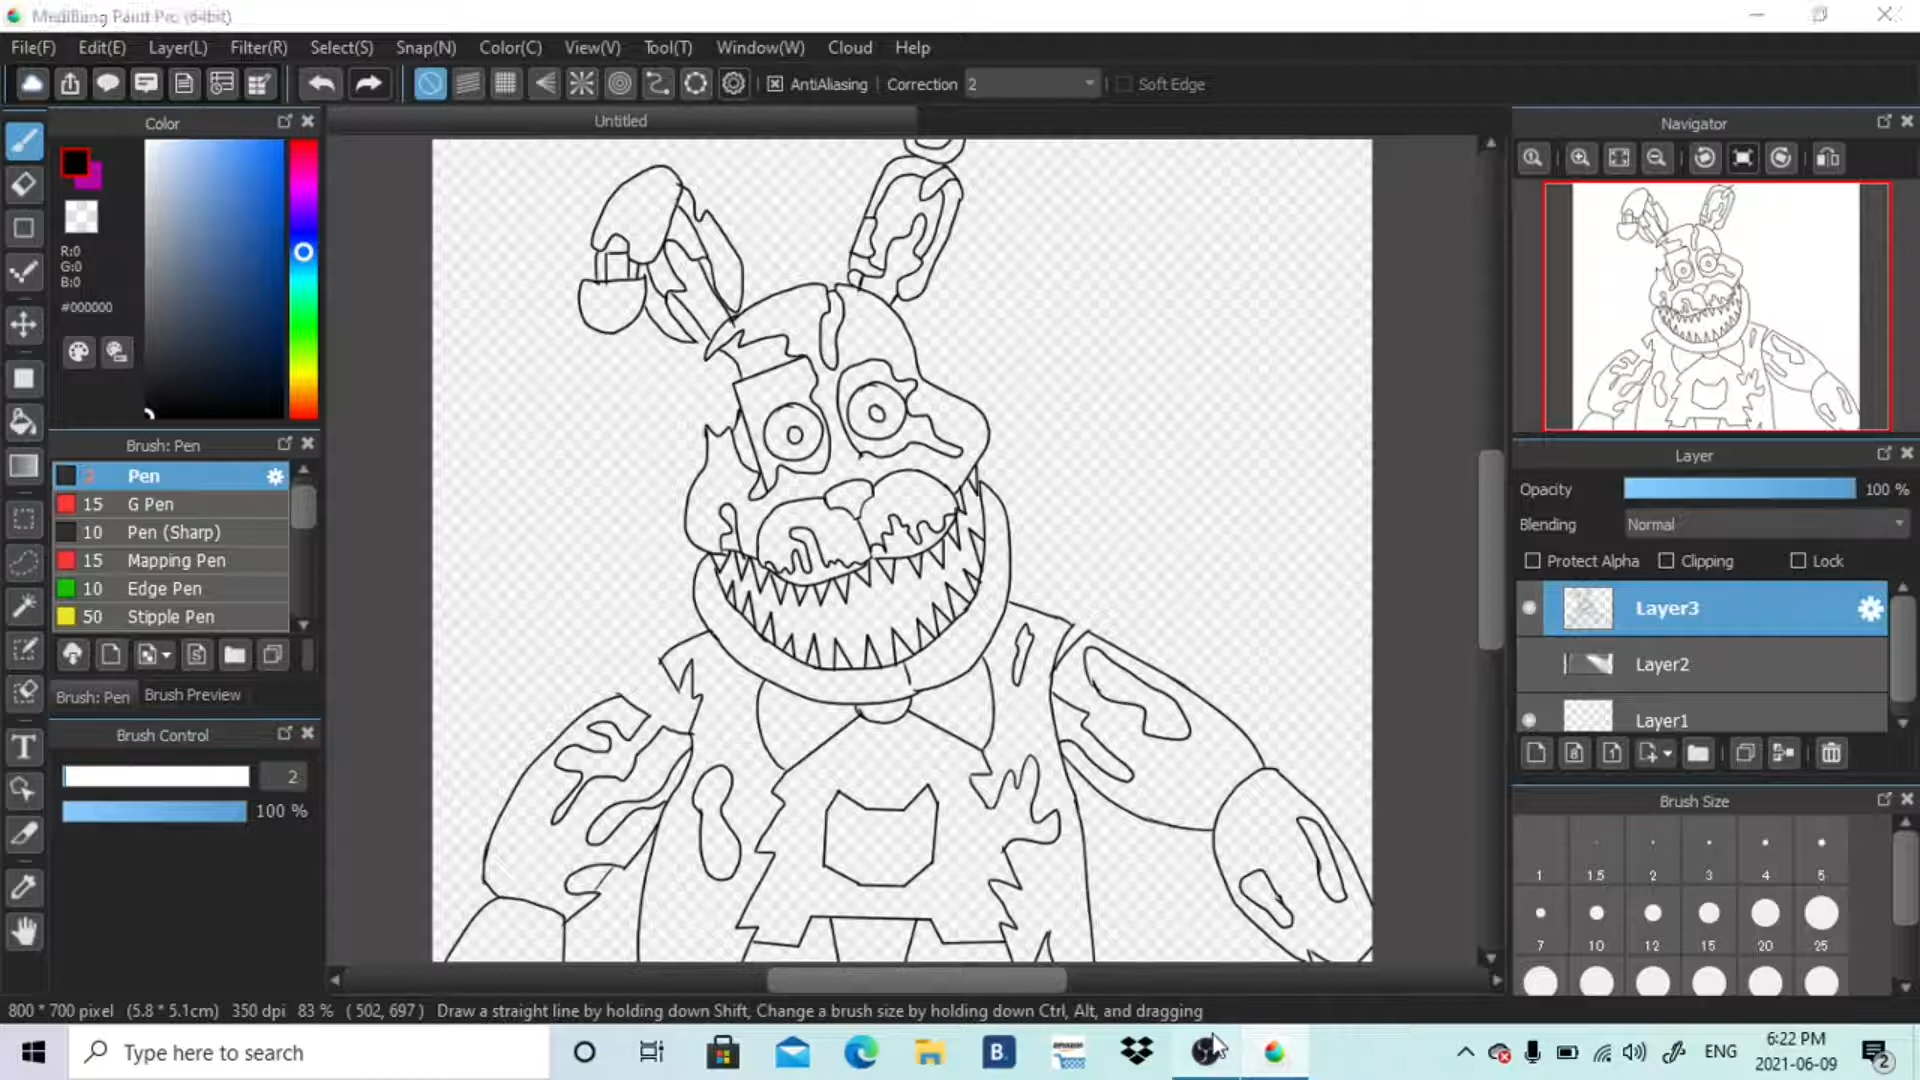 MediBang Paint Pro (64bit)
File(F) Edit(E) Layer(L) Filter(R) Select(S) Snap(N) Color(C) View(V) Tool(T) Window(W) Cloud Help
AntiAliasing Correction 2 Soft Edge
Color
Untitled
Navigator
R:0
G:0
B:0
#000000
Brush: Pen
2 Pen
15 G Pen
10 Pen (Sharp)
15 Mapping Pen
10 Edge Pen
50 Stipple Pen
Brush: Pen Brush Preview
Brush Control
2
100 %
Layer
Opacity 100 %
Blending Normal
Protect Alpha Clipping Lock
Layer3
Layer2
Layer1
Brush Size
1 1.5 2 3 4 5
7 10 12 15 20 25
800 * 700 pixel (5.8 * 5.1cm) 350 dpi 83 % ( 502, 697 ) Draw a straight line by holding down Shift, Change a brush size by holding down Ctrl, Alt, and dragging
Type here to search
B.
ENG
6:22 PM
2021-06-09
2